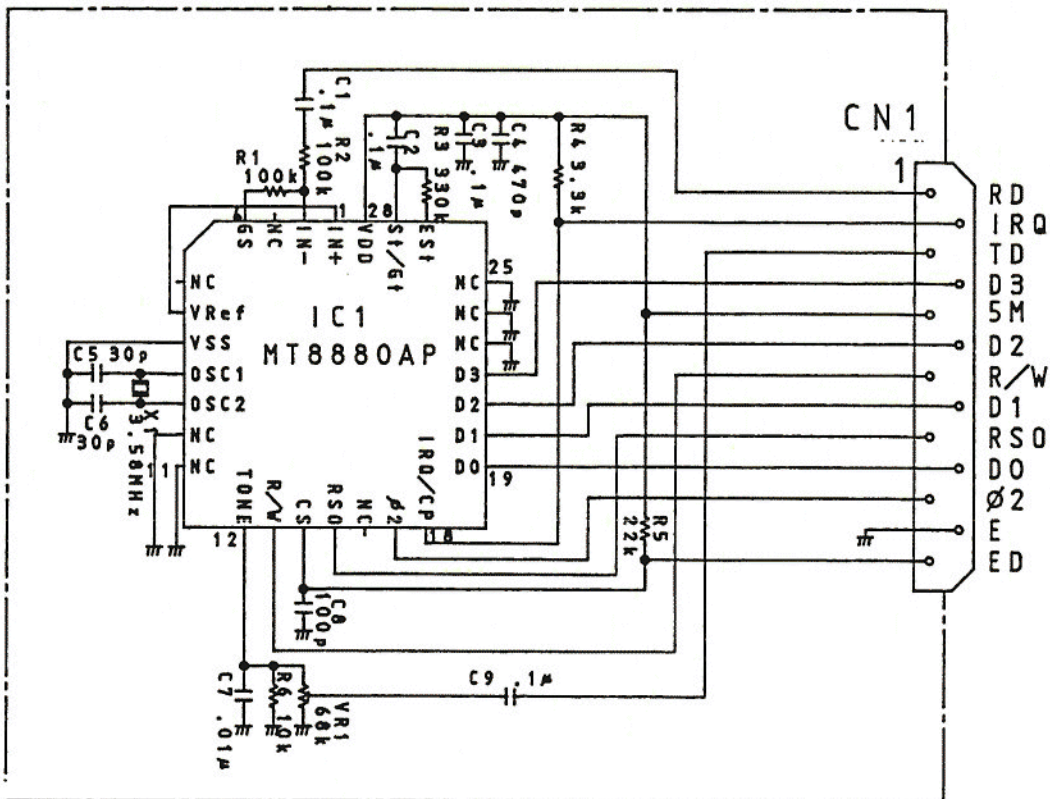 CN1
1
RD
IRQ
TD
D3
5M
D2
R/W
D1
RS0
D0
Ø2
E
ED
C1
.1μ
R2
100k
R1
100k
C2
.1μ
R3 330k
C3
.1μ
C4 470p
R4 3.3k
6
1
28
GS
NC
IN-
IN+
VDD
St/Gt
ESt
NC
VRef
VSS
OSC1
OSC2
NC
NC
11
IC1
MT8880AP
25
NC
NC
NC
D3
D2
D1
D0
19
C5 30p
C6
30p
X1
3.58MHz
TONE
R/W
CS
RS0
NC
Ø2
IRQ/CP
12
18
R5
22k
C8
100p
C7 .01μ
R6 10k
VR1
68k
C9 .1μ